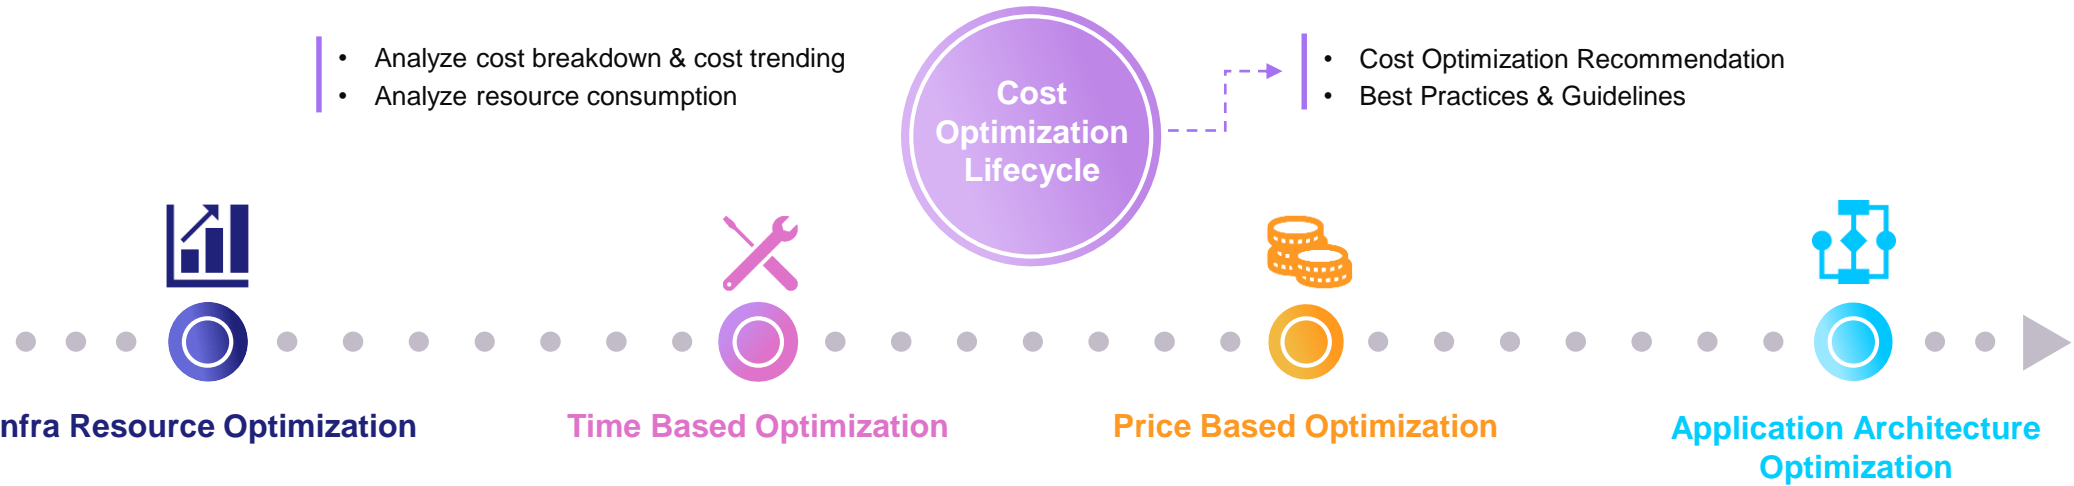 • Analyze cost breakdown & cost trending
• Analyze resource consumption
Cost
Optimization
Lifecycle
• Cost Optimization Recommendation
• Best Practices & Guidelines
nfra Resource Optimization
Time Based Optimization
Price Based Optimization
Application Architecture
Optimization